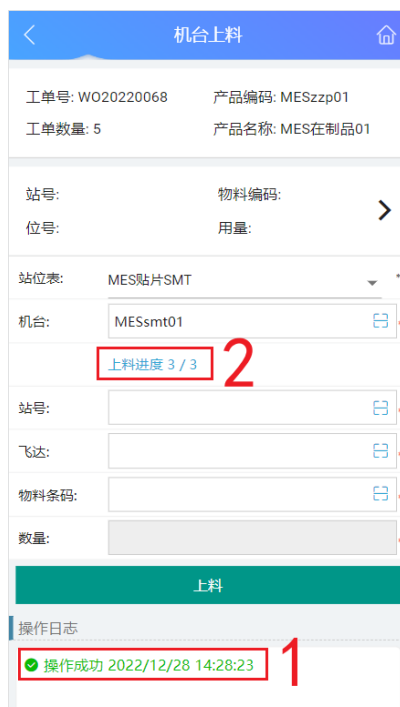 机台上料
工单号: WO20220068 产品编码: MESzzp01
工单数量: 5 产品名称: MES在制品01
站号: 物料编码:
位号: 用量:
站位表: MES贴片SMT *
机台: MESsmt01
上料进度 3 / 3 2
站号:
飞达:
物料条码:
数量:
上料
操作日志
操作成功 2022/12/28 14:28:23 1